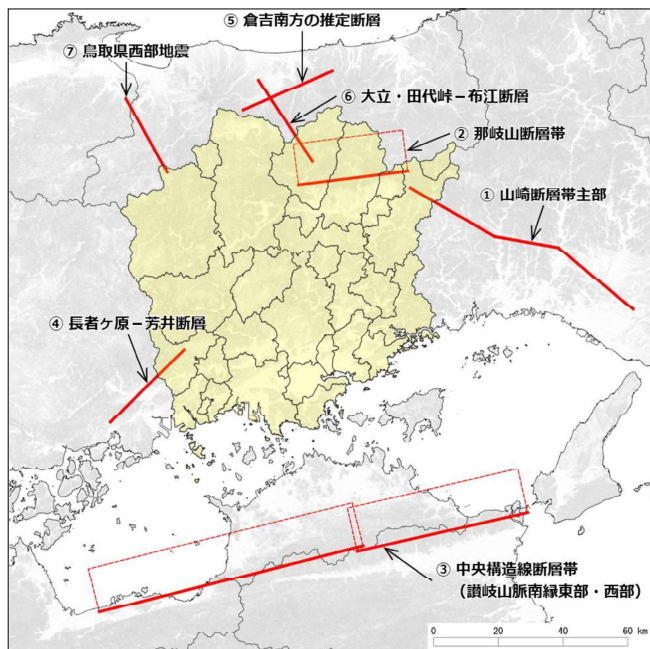 ⑤ 倉吉南方の推定断層
⑦ 鳥取県西部地震
⑥ 大立・田代峠－布江断層
② 那岐山断層帯
① 山崎断層帯主部
④ 長者ヶ原－芳井断層
③ 中央構造線断層帯
（讃岐山脈南縁東部・西部）
0 20 40 60 km